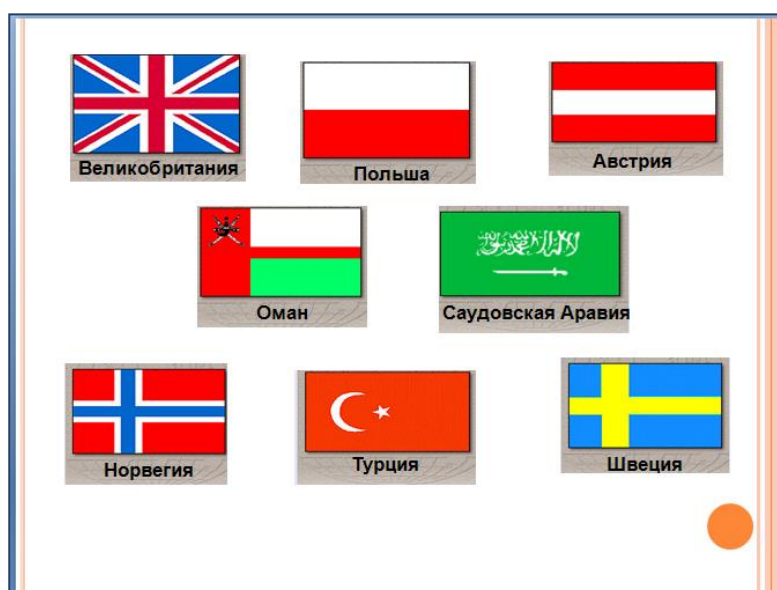 Великобритания
Польша
Австрия
Оман
Саудовская Аравия
Норвегия
Турция
Швеция